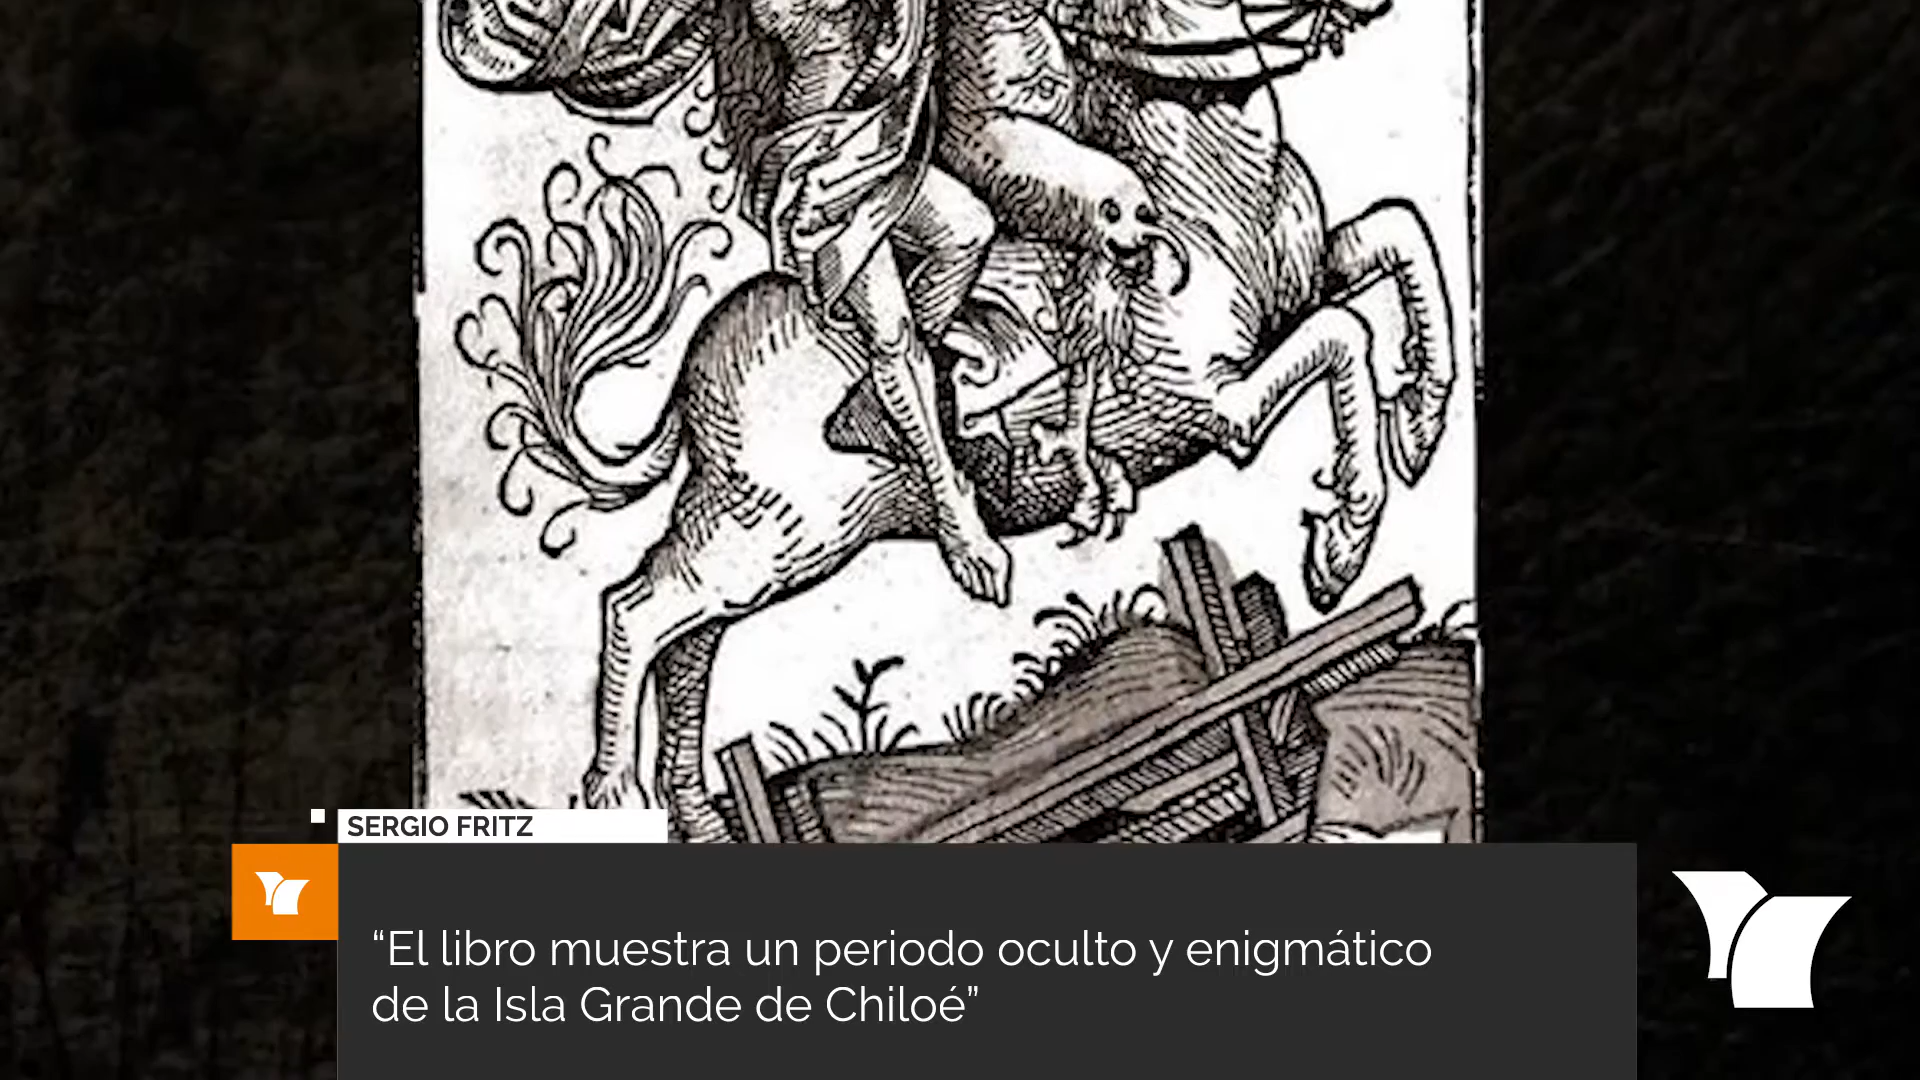 SERGIO FRITZ
“El libro muestra un periodo oculto y enigmático
de la Isla Grande de Chiloé”